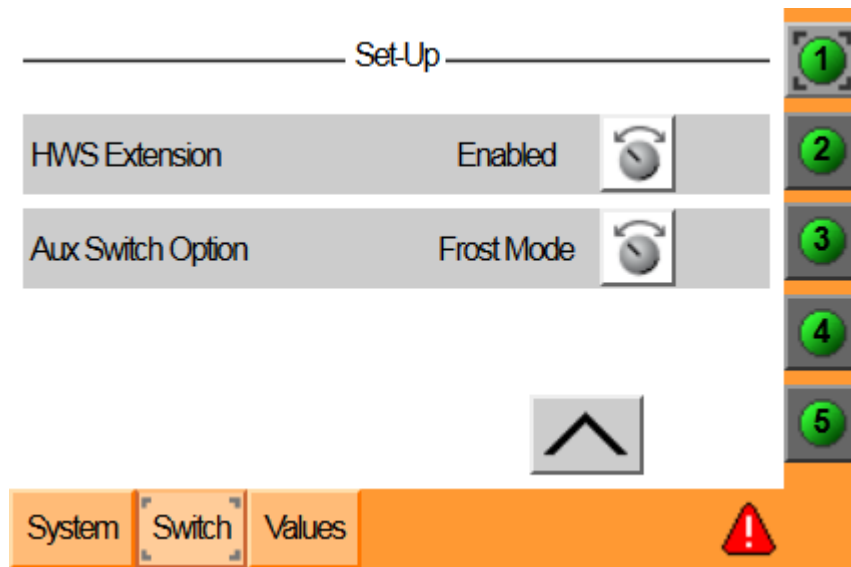 Set-Up
1
HWS Extension Enabled
2
Aux Switch Option Frost Mode
3
4
5
System Switch Values
!